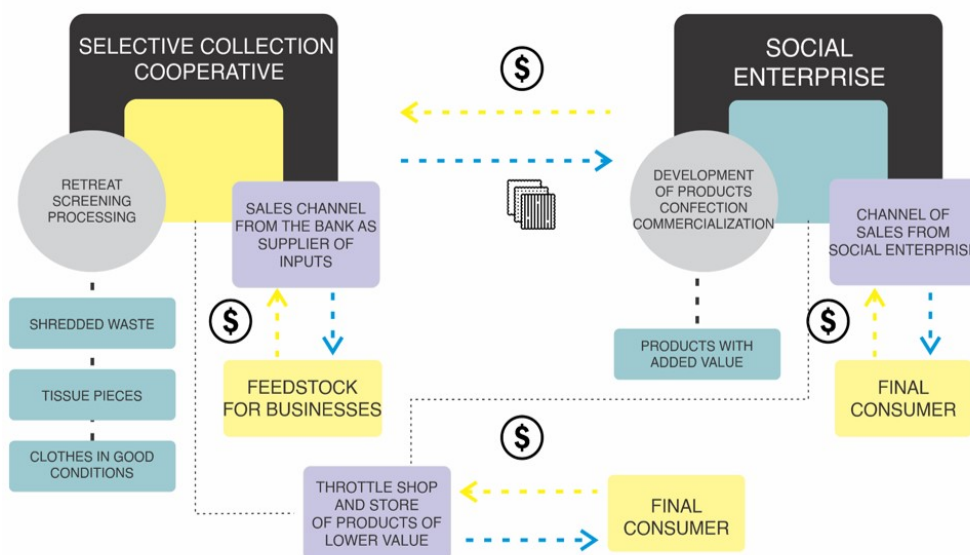 SELECTIVE COLLECTION
COOPERATIVE
$
SOCIAL
ENTERPRISE
RETREAT
SCREENING
PROCESSING
SALES CHANNEL
FROM THE BANK AS
SUPPLIER OF
INPUTS
DEVELOPMENT
OF PRODUCTS
CONFECTION
COMMERCIALIZATION
CHANNEL OF
SALES FROM
SOCIAL ENTERPRISE
SHREDDED WASTE
$
$
PRODUCTS WITH
ADDED VALUE
TISSUE PIECES
FEEDSTOCK
FOR BUSINESSES
FINAL
CONSUMER
CLOTHES IN GOOD
CONDITIONS
$
THROTTLE SHOP
AND STORE
OF PRODUCTS OF
LOWER VALUE
FINAL
CONSUMER